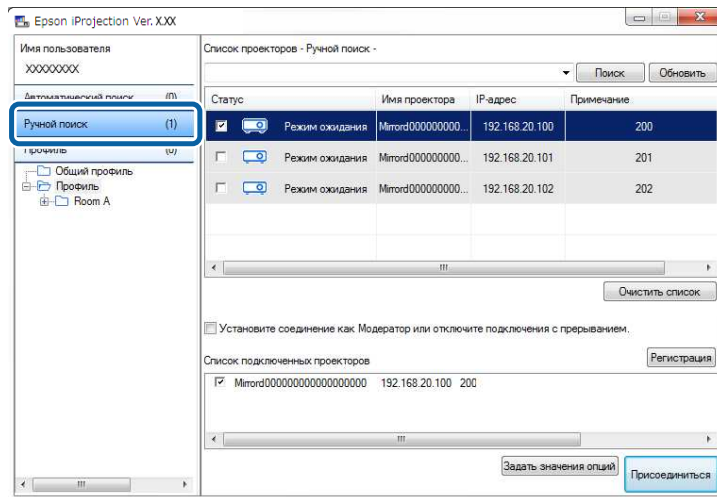 Epson iProjection Ver. X.XX
Имя пользователя
XXXXXXXX
Автоматический поиск (0)
Ручной поиск (1)
Профиль (0)
Общий профиль
Профиль
Room A
Список проекторов - Ручной поиск -
Поиск Обновить
Статус Имя проектора IP-адрес Примечание
Режим ожидания Mirrord000000000... 192.168.20.100 200
Режим ожидания Mirrord000000000... 192.168.20.101 201
Режим ожидания Mirrord000000000... 192.168.20.102 202
Очистить список
Установите соединение как Модератор или отключите подключения с прерыванием.
Список подключенных проекторов Регистрация
Mirrord000000000000000000 192.168.20.100 200
Задать значения опций Присоединиться